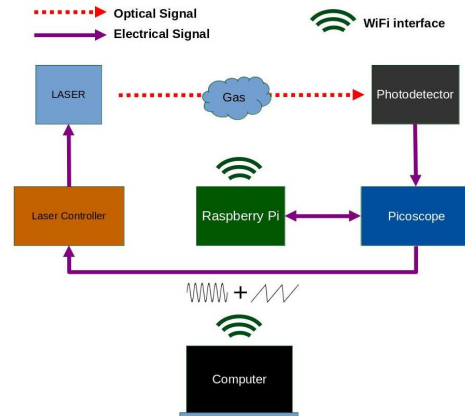 Optical Signal
Electrical Signal
WiFi interface
LASER
Gas
Photodetector
Laser Controller
Raspberry Pi
Picoscope
+
Computer